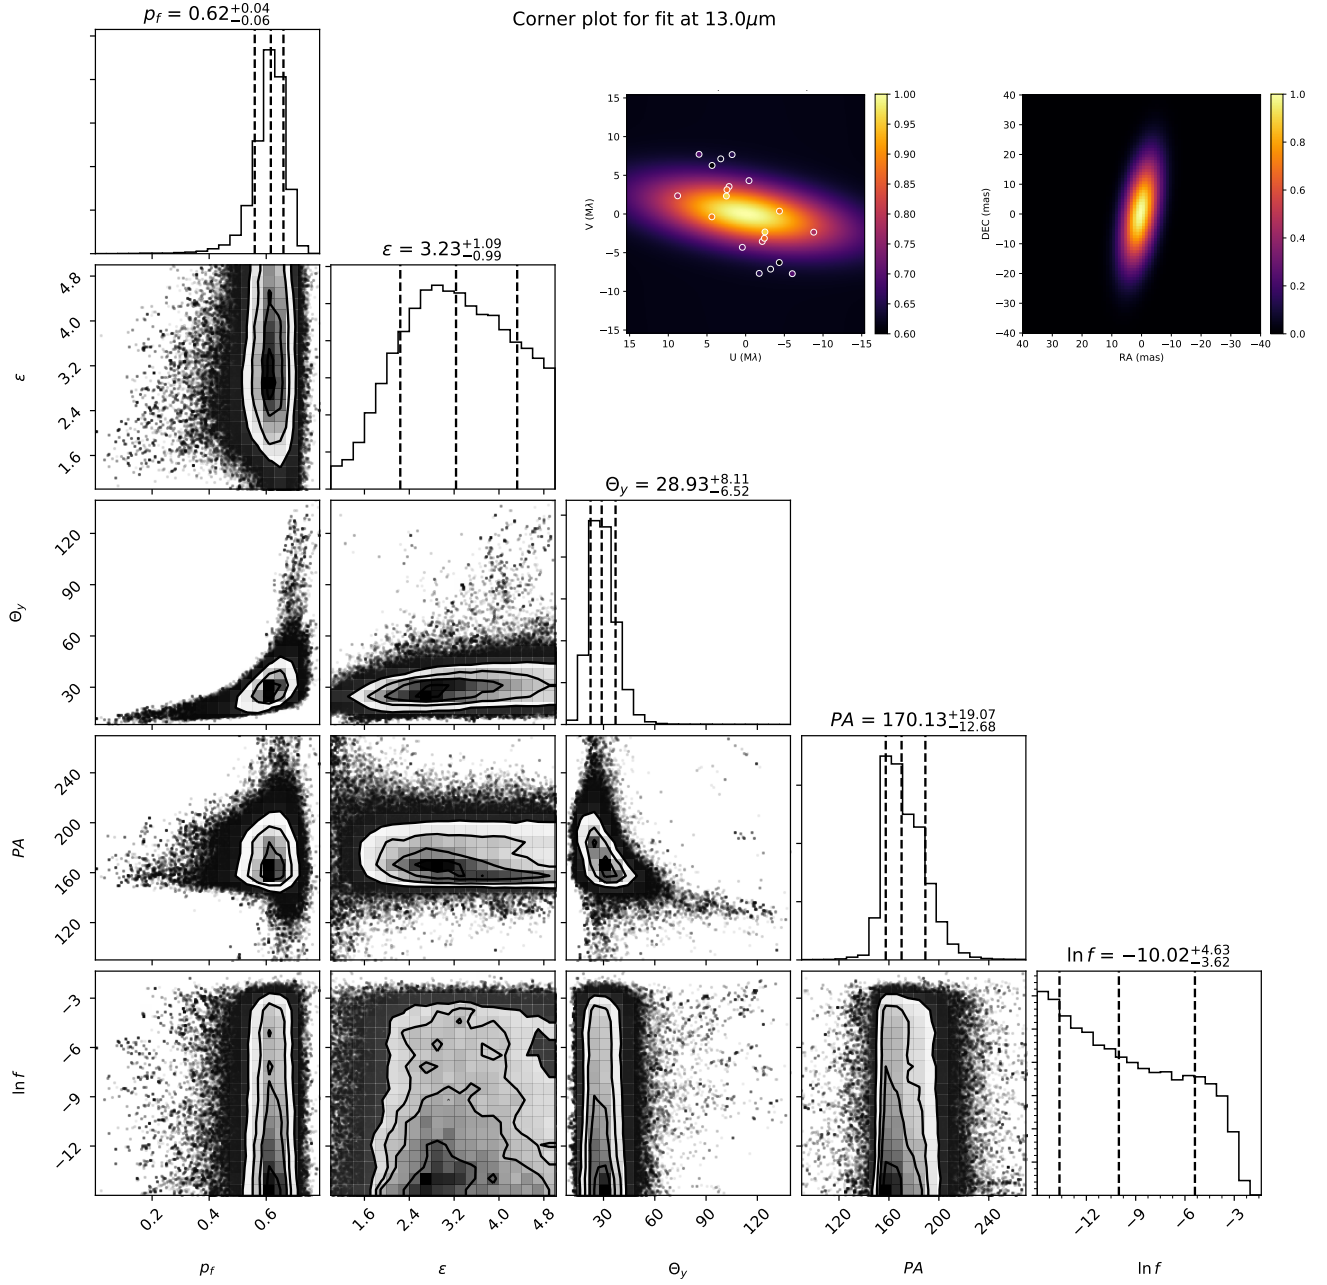 Corner plot for fit at 13.0μm
p_f = 0.62^{+0.04}_{-0.06}
15
10
5
0
−5
−10
−15
V (Mλ)
15 10 5 0 −5 −10 −15
U (Mλ)
1.00
0.95
0.90
0.85
0.80
0.75
0.70
0.65
0.60
40
30
20
10
0
−10
−20
−30
−40
DEC (mas)
40 30 20 10 0 −10 −20 −30 −40
RA (mas)
1.0
0.8
0.6
0.4
0.2
0.0
ε = 3.23^{+1.09}_{-0.99}
4.8
4.0
3.2
2.4
1.6
ε
Θ_y = 28.93^{+8.11}_{-6.52}
120
90
60
30
Θ_y
PA = 170.13^{+19.07}_{-12.68}
240
200
160
120
PA
ln f = −10.02^{+4.63}_{-3.62}
−3
−6
−9
−12
ln f
0.2 0.4 0.6
1.6 2.4 3.2 4.0 4.8
30 60 90 120
120 160 200 240
−12 −9 −6 −3
p_f ε Θ_y PA ln f